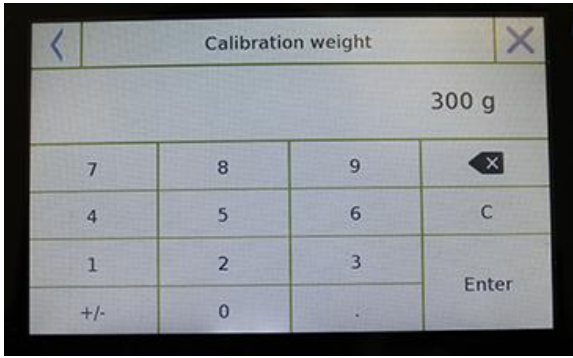 Calibration weight
300 g
7 8 9
4 5 6 C
1 2 3
Enter
+/- 0 .